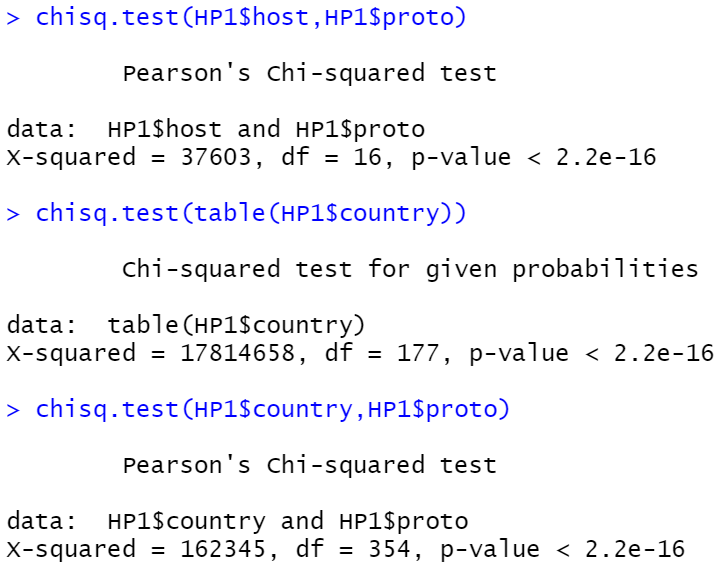 > chisq.test(HP1$host,HP1$proto)
Pearson's Chi-squared test
data:  HP1$host and HP1$proto
X-squared = 37603, df = 16, p-value < 2.2e-16
> chisq.test(table(HP1$country))
Chi-squared test for given probabilities
data:  table(HP1$country)
X-squared = 17814658, df = 177, p-value < 2.2e-16
> chisq.test(HP1$country,HP1$proto)
Pearson's Chi-squared test
data:  HP1$country and HP1$proto
X-squared = 162345, df = 354, p-value < 2.2e-16